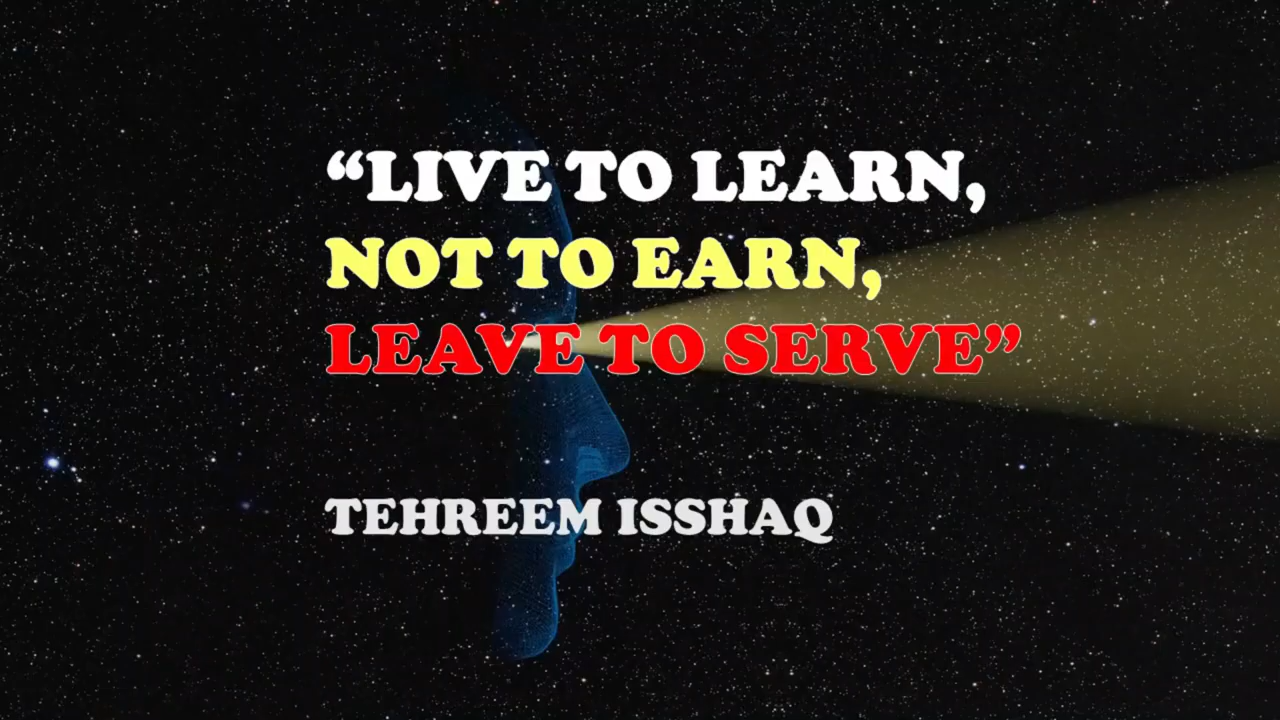 “LIVE TO LEARN,
NOT TO EARN,
LEAVE TO SERVE”
TEHREEM ISSHAQ